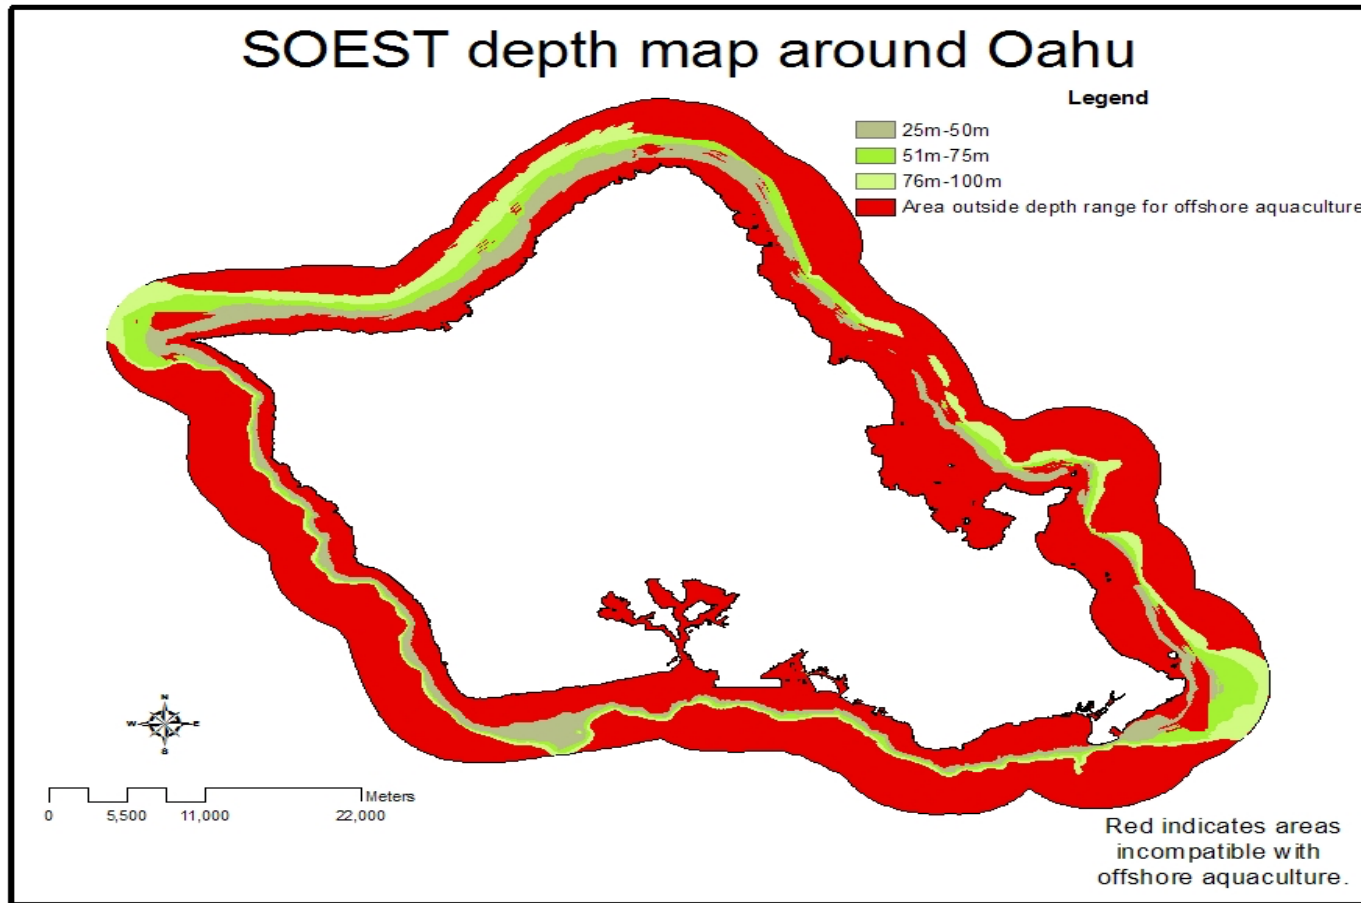 SOEST depth map around Oahu
Legend
25m-50m
51m-75m
76m-100m
Area outside depth range for offshore aquaculture
N
W E
S
Meters
0 5,500 11,000 22,000
Red indicates areas
incompatible with
offshore aquaculture.